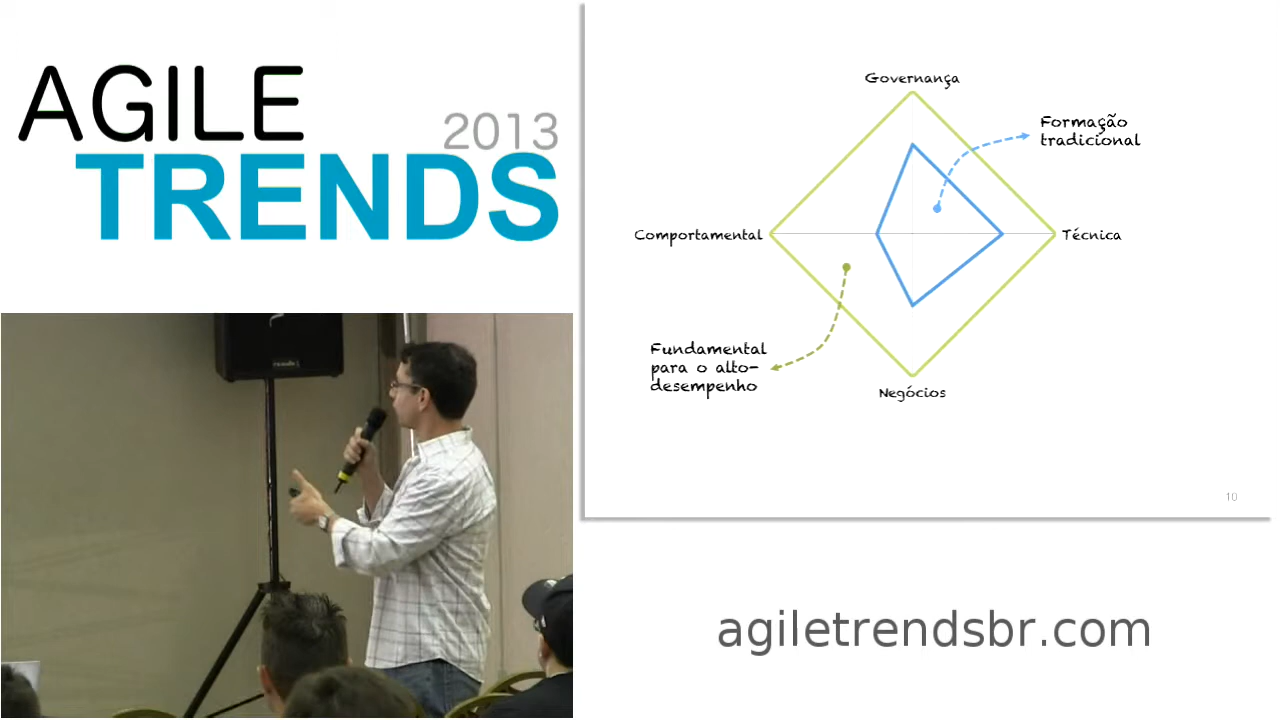 AGILE
2013
TRENDS
Governança
Formação
tradicional
Comportamental
Técnica
Fundamental
para o alto-
desempenho
Negócios
10
agiletrendsbr.com